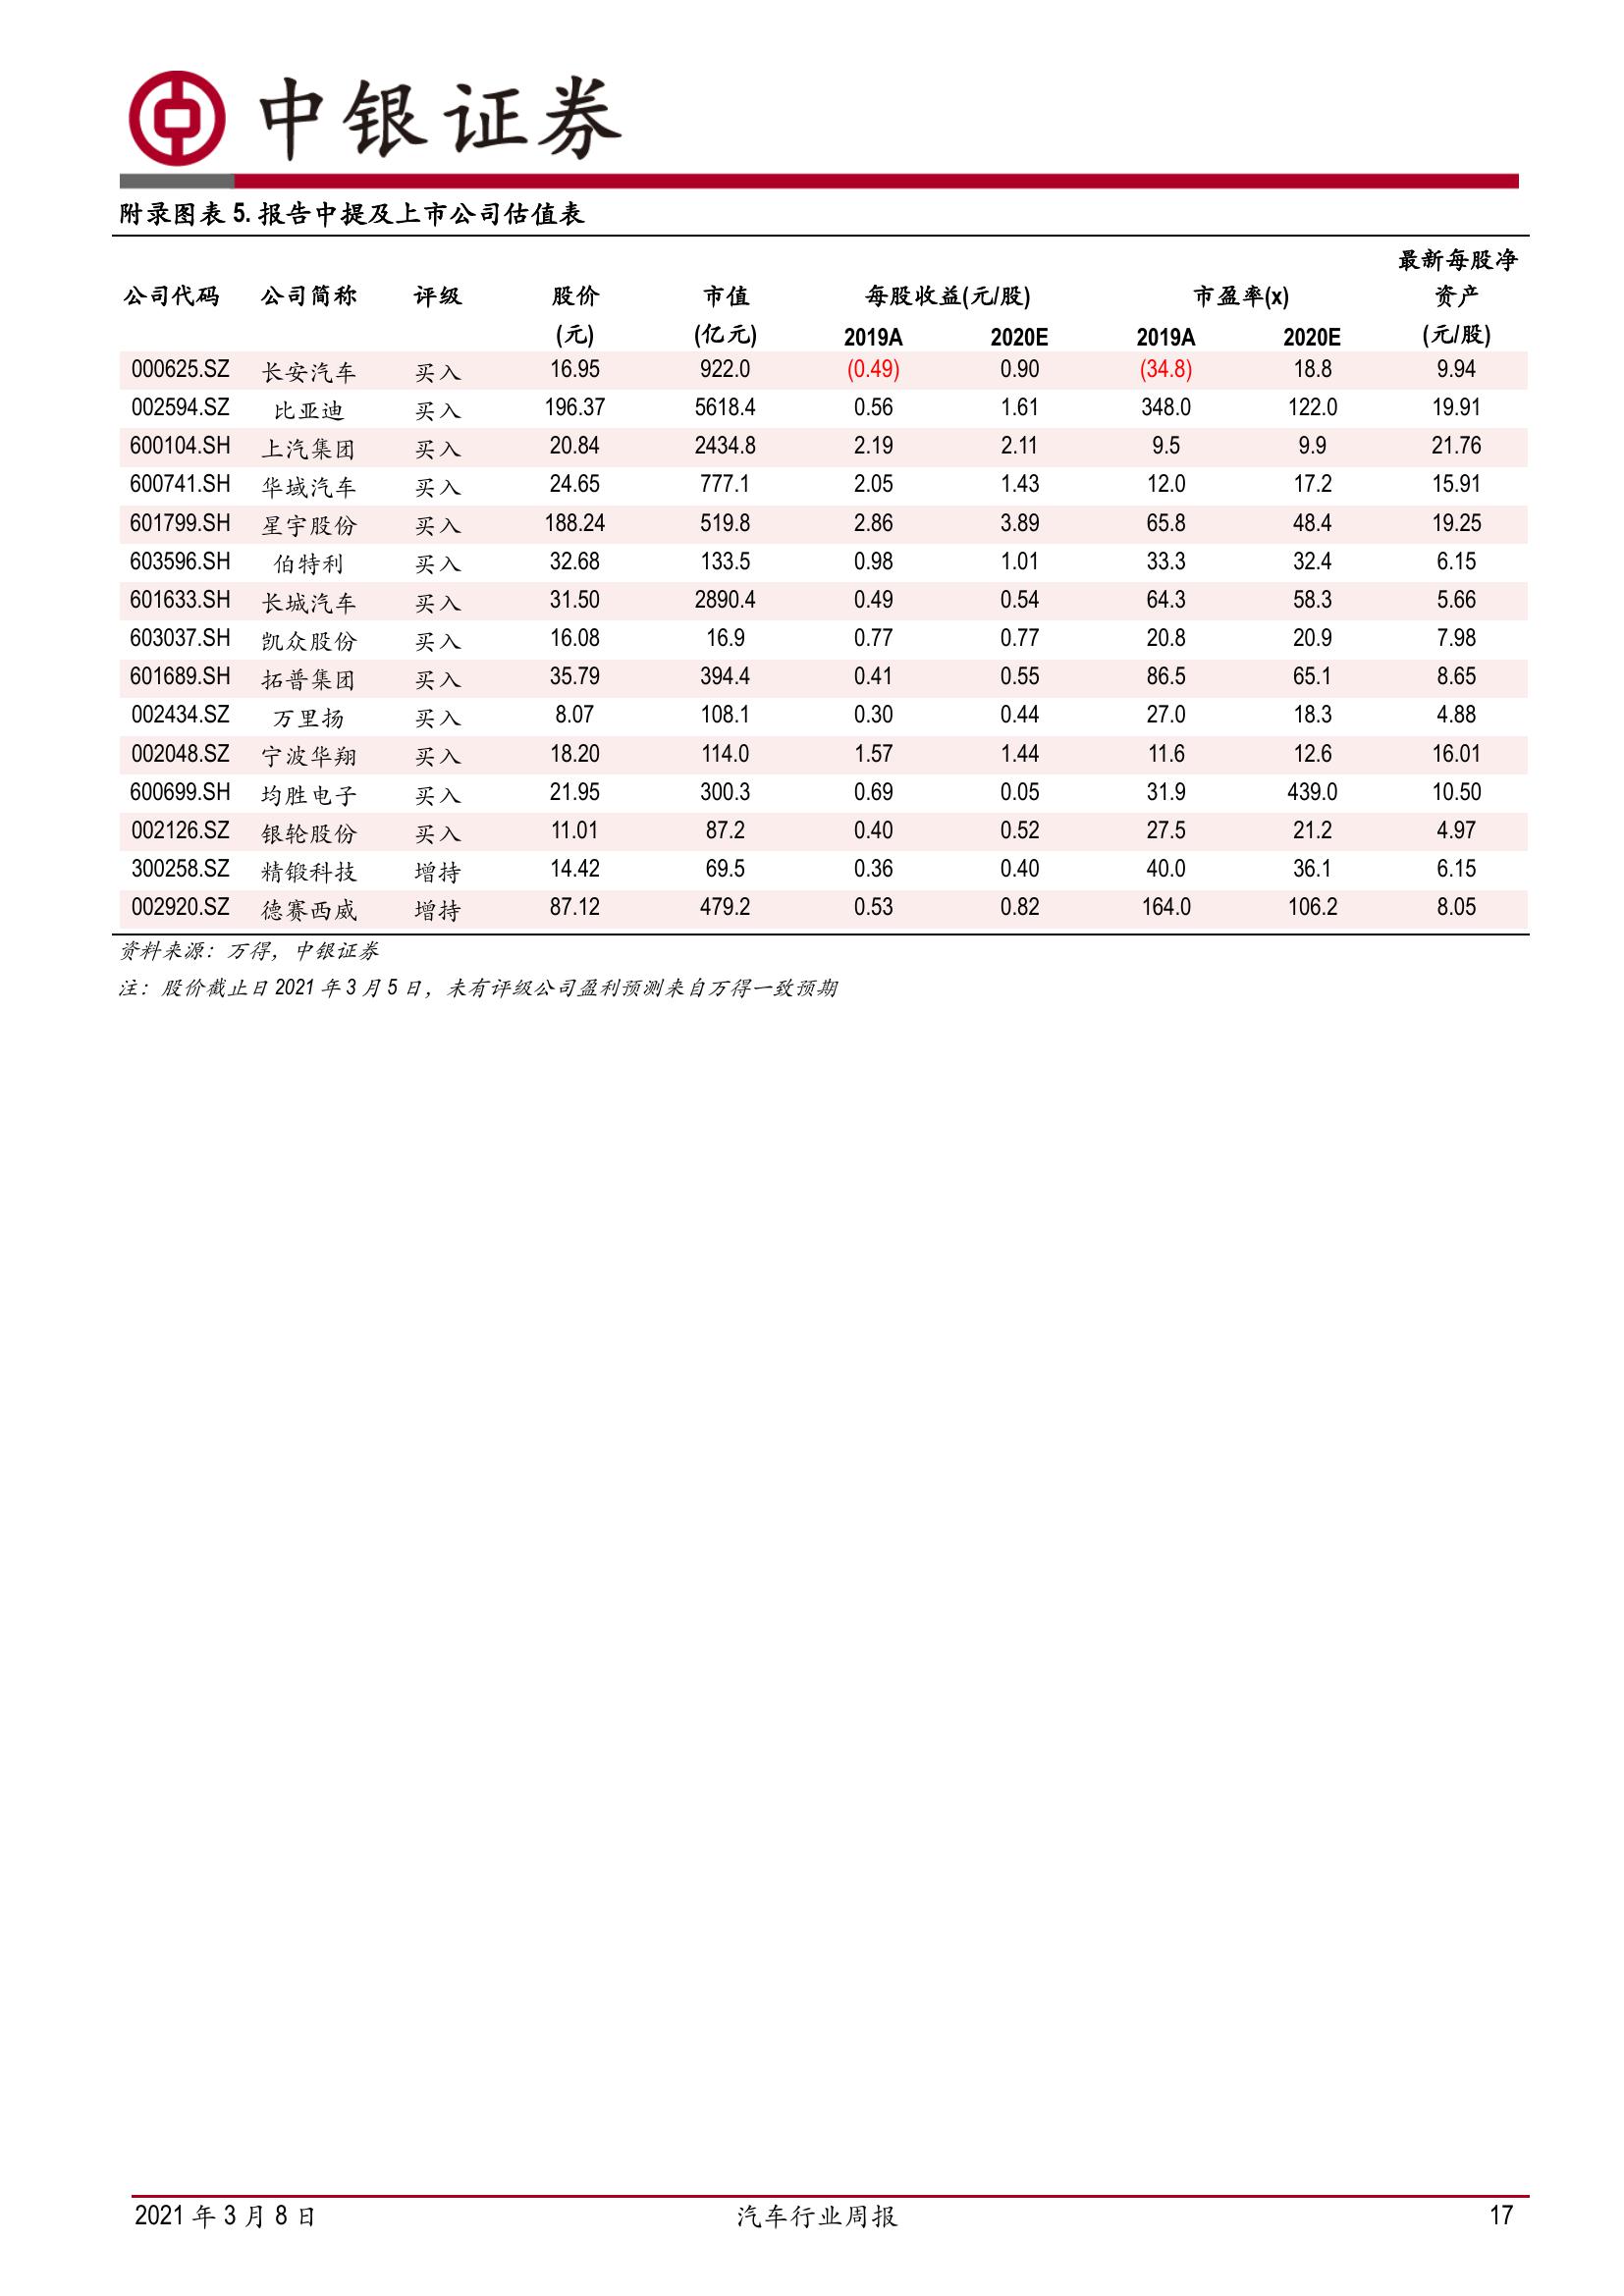 中银证券
附录图表 5. 报告中提及上市公司估值表
最新每股净
公司代码 公司简称 评级 股价 市值 每股收益(元/股) 市盈率(x) 资产
(元) (亿元) 2019A 2020E 2019A 2020E (元/股)
000625.SZ 长安汽车 买入 16.95 922.0 (0.49) 0.90 (34.8) 18.8 9.94
002594.SZ 比亚迪 买入 196.37 5618.4 0.56 1.61 348.0 122.0 19.91
600104.SH 上汽集团 买入 20.84 2434.8 2.19 2.11 9.5 9.9 21.76
600741.SH 华域汽车 买入 24.65 777.1 2.05 1.43 12.0 17.2 15.91
601799.SH 星宇股份 买入 188.24 519.8 2.86 3.89 65.8 48.4 19.25
603596.SH 伯特利 买入 32.68 133.5 0.98 1.01 33.3 32.4 6.15
601633.SH 长城汽车 买入 31.50 2890.4 0.49 0.54 64.3 58.3 5.66
603037.SH 凯众股份 买入 16.08 16.9 0.77 0.77 20.8 20.9 7.98
601689.SH 拓普集团 买入 35.79 394.4 0.41 0.55 86.5 65.1 8.65
002434.SZ 万里扬 买入 8.07 108.1 0.30 0.44 27.0 18.3 4.88
002048.SZ 宁波华翔 买入 18.20 114.0 1.57 1.44 11.6 12.6 16.01
600699.SH 均胜电子 买入 21.95 300.3 0.69 0.05 31.9 439.0 10.50
002126.SZ 银轮股份 买入 11.01 87.2 0.40 0.52 27.5 21.2 4.97
300258.SZ 精锻科技 增持 14.42 69.5 0.36 0.40 40.0 36.1 6.15
002920.SZ 德赛西威 增持 87.12 479.2 0.53 0.82 164.0 106.2 8.05
资料来源：万得，中银证券
注：股价截止日 2021 年 3 月 5 日，未有评级公司盈利预测来自万得一致预期
2021 年 3 月 8 日 汽车行业周报 17